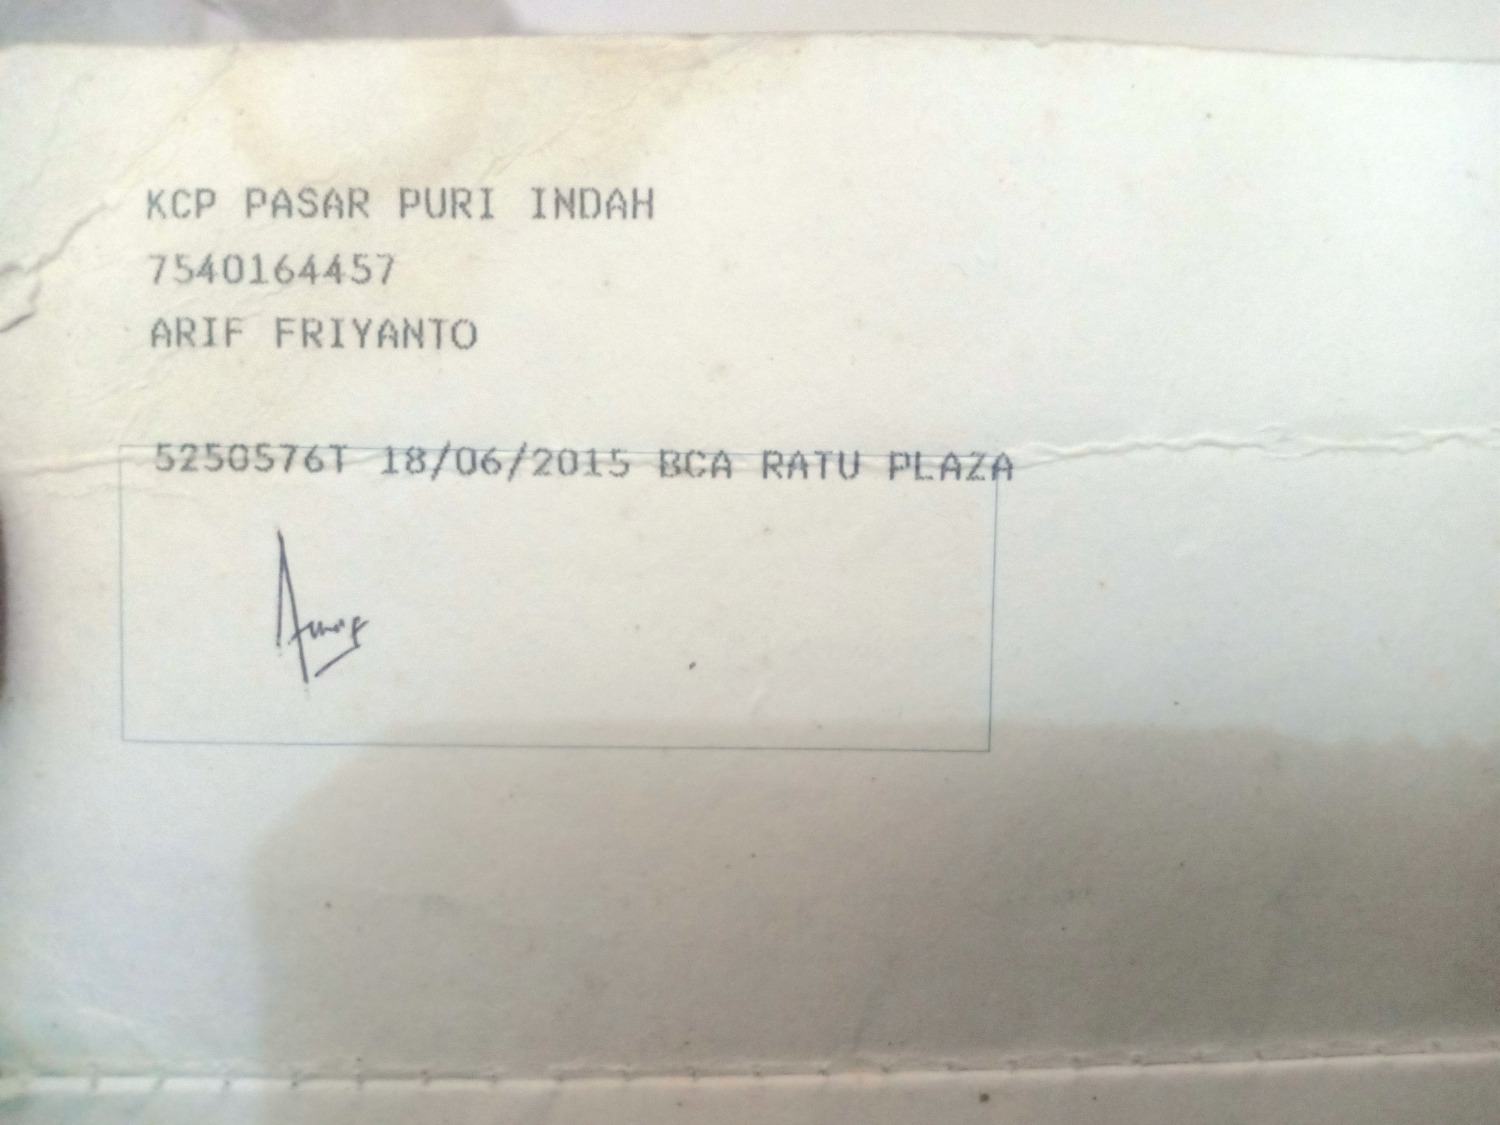 KCP PASAR PURI INDAH
7540164457
ARIF FRIYANTO
5250576T 18/06/2015 BCA RATU PLAZA